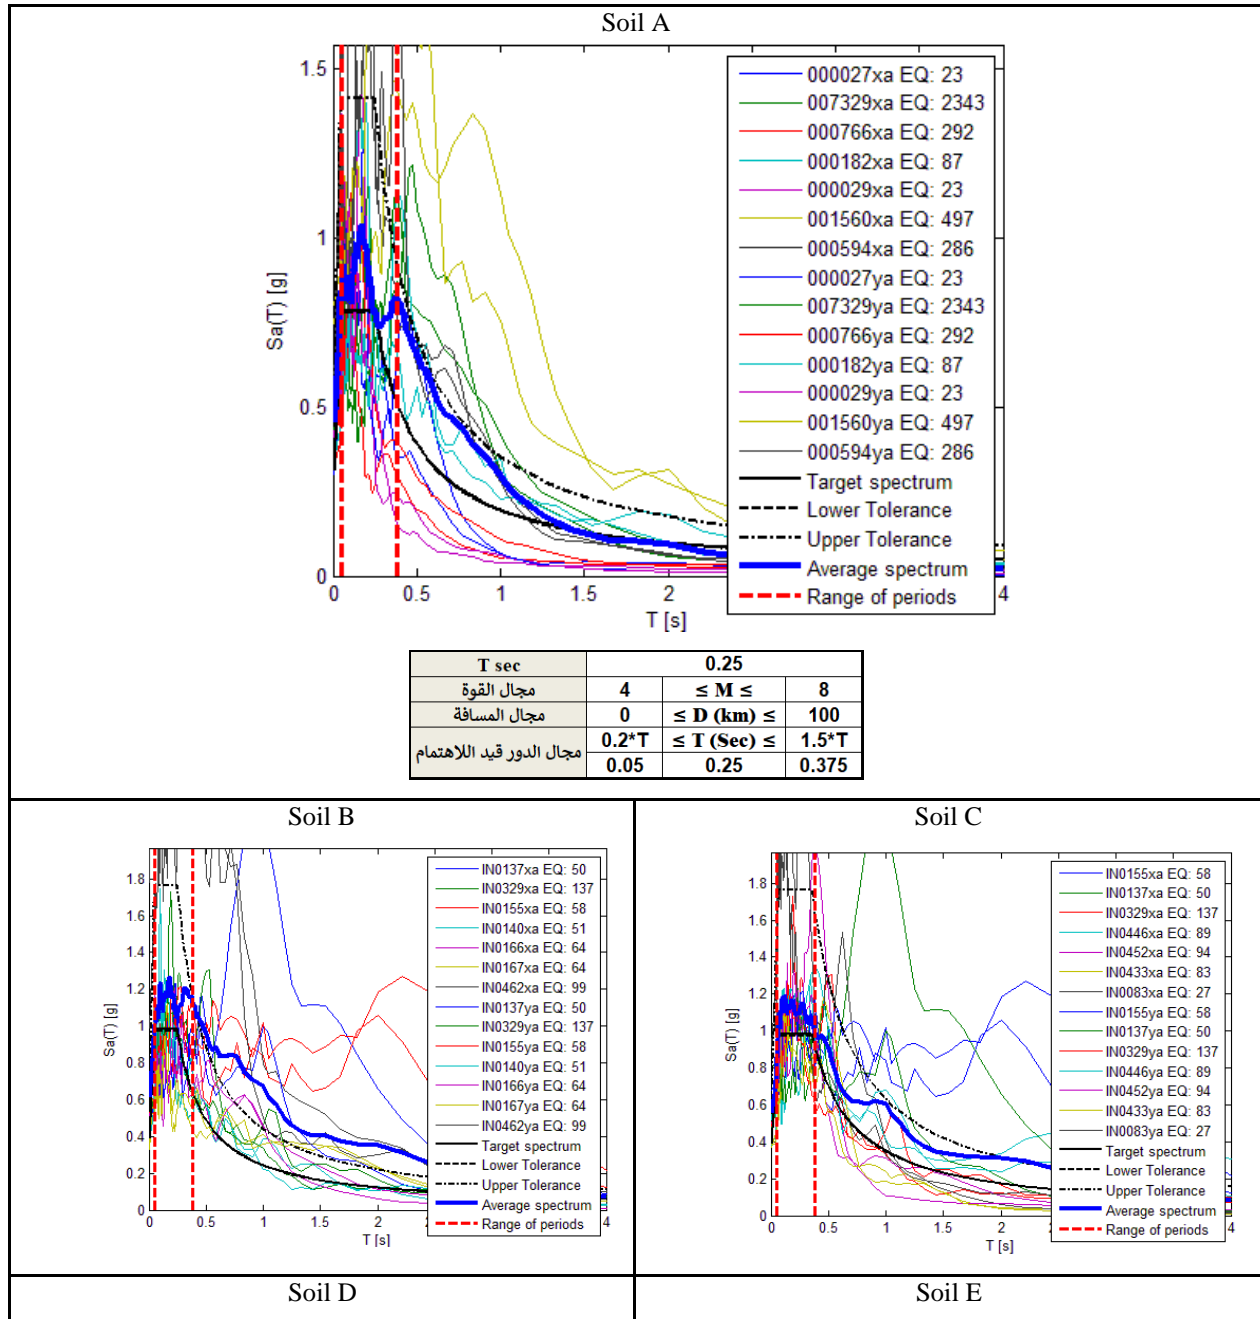 Soil A
1.5
1
0.5
0
Sa(T) [g]
0 0.5 1 1.5 2 4
T [s]
000027xa EQ: 23
007329xa EQ: 2343
000766xa EQ: 292
000182xa EQ: 87
000029xa EQ: 23
001560xa EQ: 497
000594xa EQ: 286
000027ya EQ: 23
007329ya EQ: 2343
000766ya EQ: 292
000182ya EQ: 87
000029ya EQ: 23
001560ya EQ: 497
000594ya EQ: 286
Target spectrum
Lower Tolerance
Upper Tolerance
Average spectrum
Range of periods
T sec 0.25
مجال القوة 4 ≤ M ≤ 8
مجال المسافة 0 ≤ D (km) ≤ 100
مجال الدور قيد اللاهتمام 0.2*T ≤ T (Sec) ≤ 1.5*T
0.05 0.25 0.375
Soil B
1.8
1.6
1.4
1.2
1
0.8
0.6
0.4
0.2
0
Sa(T) [g]
0 0.5 1 1.5 2 4
T [s]
IN0137xa EQ: 50
IN0329xa EQ: 137
IN0155xa EQ: 58
IN0140xa EQ: 51
IN0166xa EQ: 64
IN0167xa EQ: 64
IN0462xa EQ: 99
IN0137ya EQ: 50
IN0329ya EQ: 137
IN0155ya EQ: 58
IN0140ya EQ: 51
IN0166ya EQ: 64
IN0167ya EQ: 64
IN0462ya EQ: 99
Target spectrum
Lower Tolerance
Upper Tolerance
Average spectrum
Range of periods
Soil C
1.8
1.6
1.4
1.2
1
0.8
0.6
0.4
0.2
0
Sa(T) [g]
0 0.5 1 1.5 2 4
T [s]
IN0155xa EQ: 58
IN0137xa EQ: 50
IN0329xa EQ: 137
IN0446xa EQ: 89
IN0452xa EQ: 94
IN0433xa EQ: 83
IN0083xa EQ: 27
IN0155ya EQ: 58
IN0137ya EQ: 50
IN0329ya EQ: 137
IN0446ya EQ: 89
IN0452ya EQ: 94
IN0433ya EQ: 83
IN0083ya EQ: 27
Target spectrum
Lower Tolerance
Upper Tolerance
Average spectrum
Range of periods
Soil D
Soil E